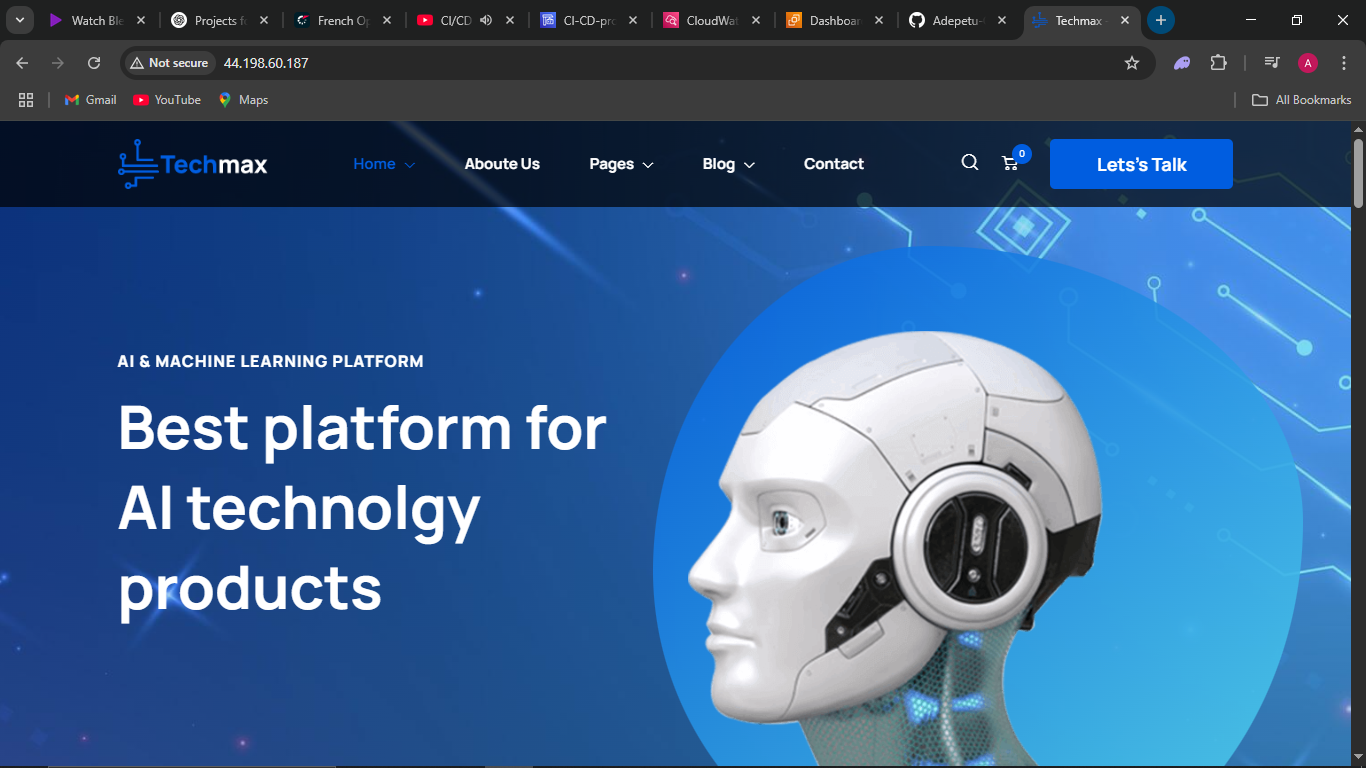 Watch Ble
Projects fo
French Op
CI/CD
CI-CD-pro
CloudWat
Dashboar
Adepetu-
Techmax -
Not secure
44.198.60.187
A
Gmail
YouTube
Maps
All Bookmarks
Techmax
Home
Aboute Us
Pages
Blog
Contact
0
Lets's Talk
AI & MACHINE LEARNING PLATFORM
Best platform for
AI technolgy
products